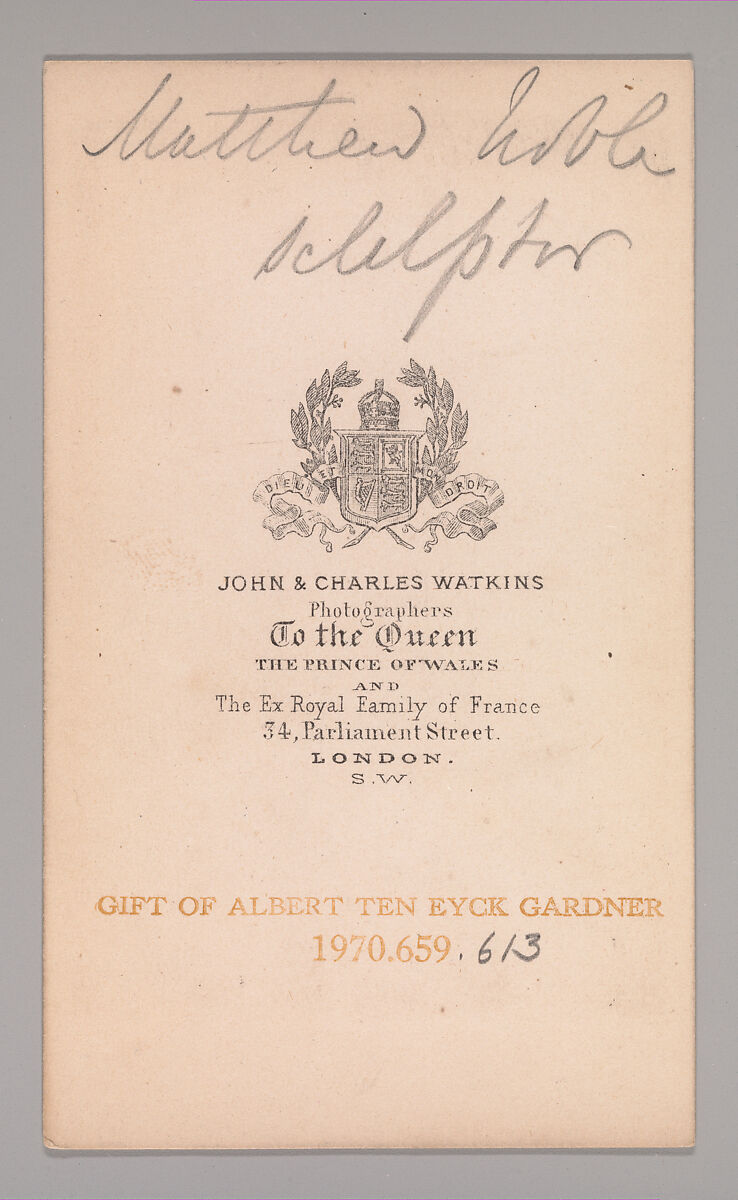 Matthew Noble
sculptor
DIEU ET MON DROIT
JOHN & CHARLES WATKINS
Photographers
To the Queen
THE PRINCE OF WALES
AND
The Ex Royal Family of France
34, Parliament Street.
LONDON.
S.W.
GIFT OF ALBERT TEN EYCK GARDNER
1970.659.613